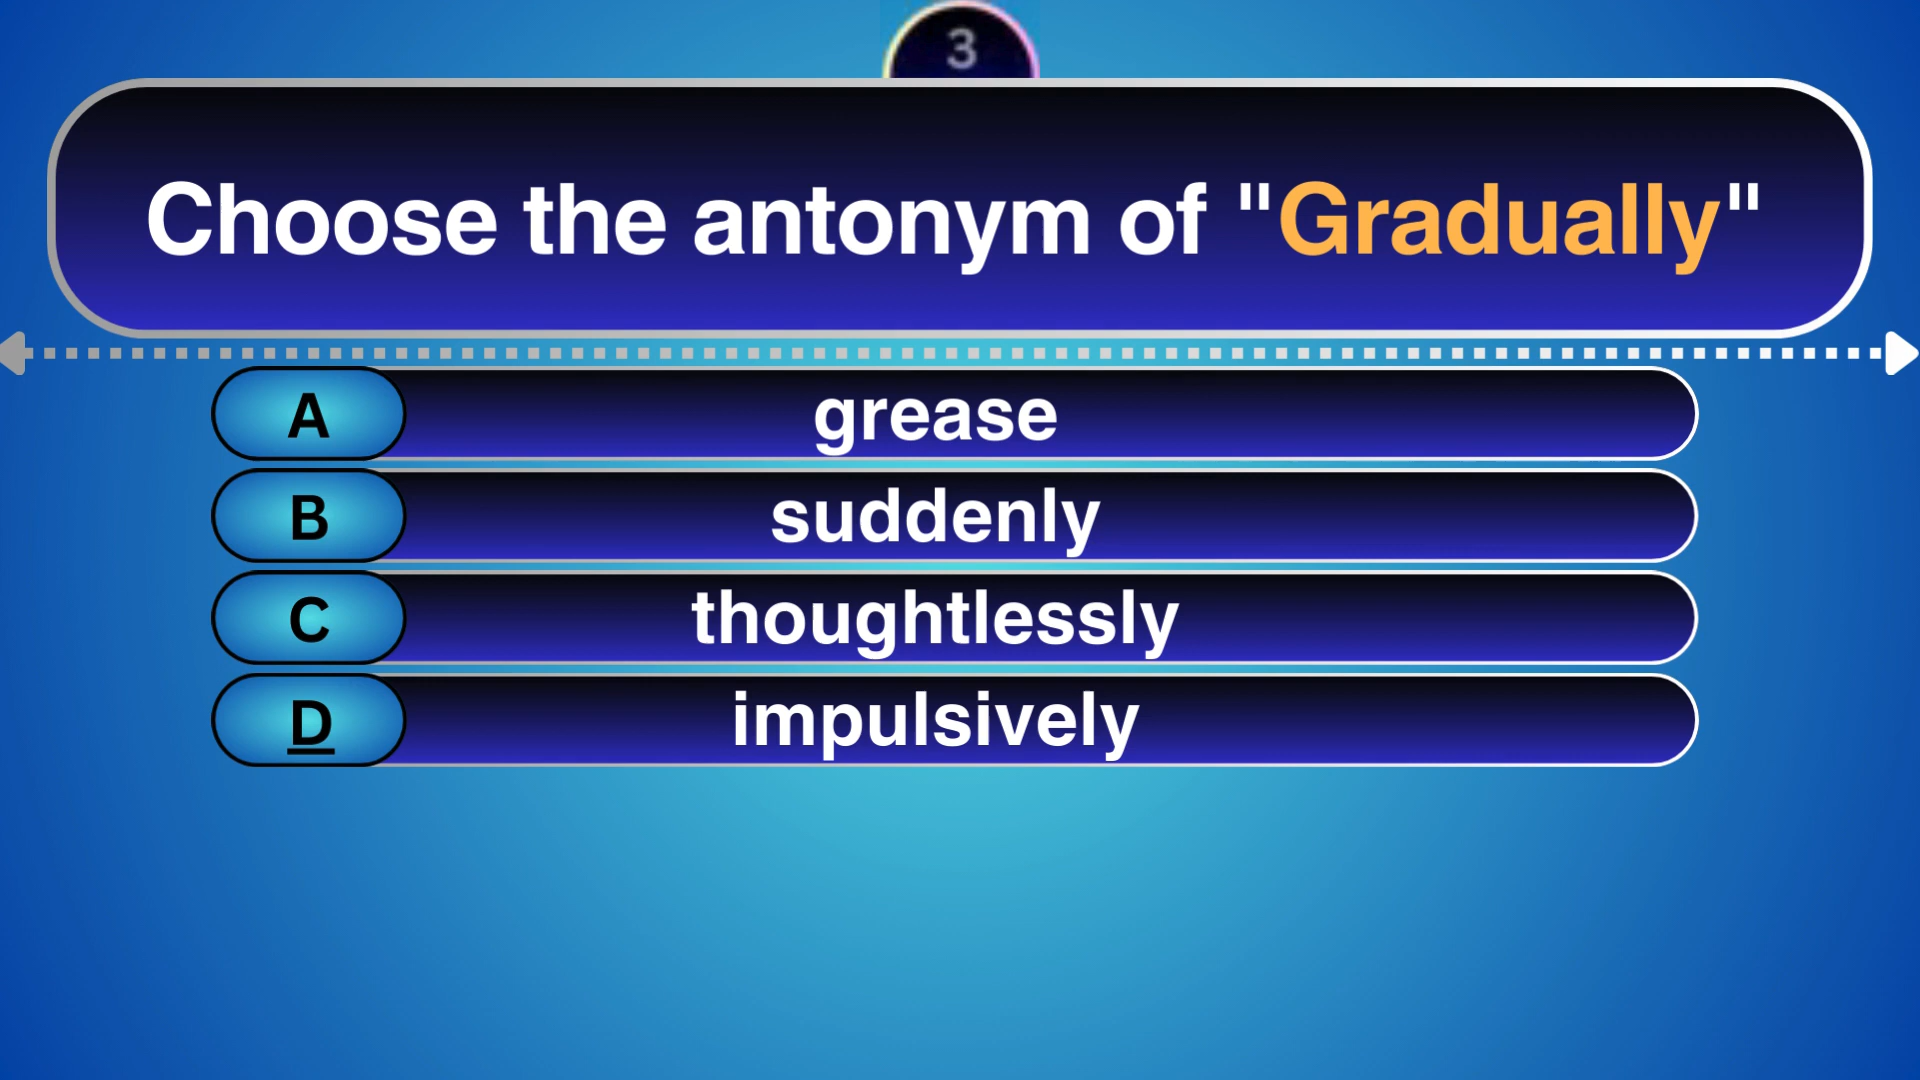 3
Choose the antonym of "Gradually"
A grease
B suddenly
C thoughtlessly
D impulsively